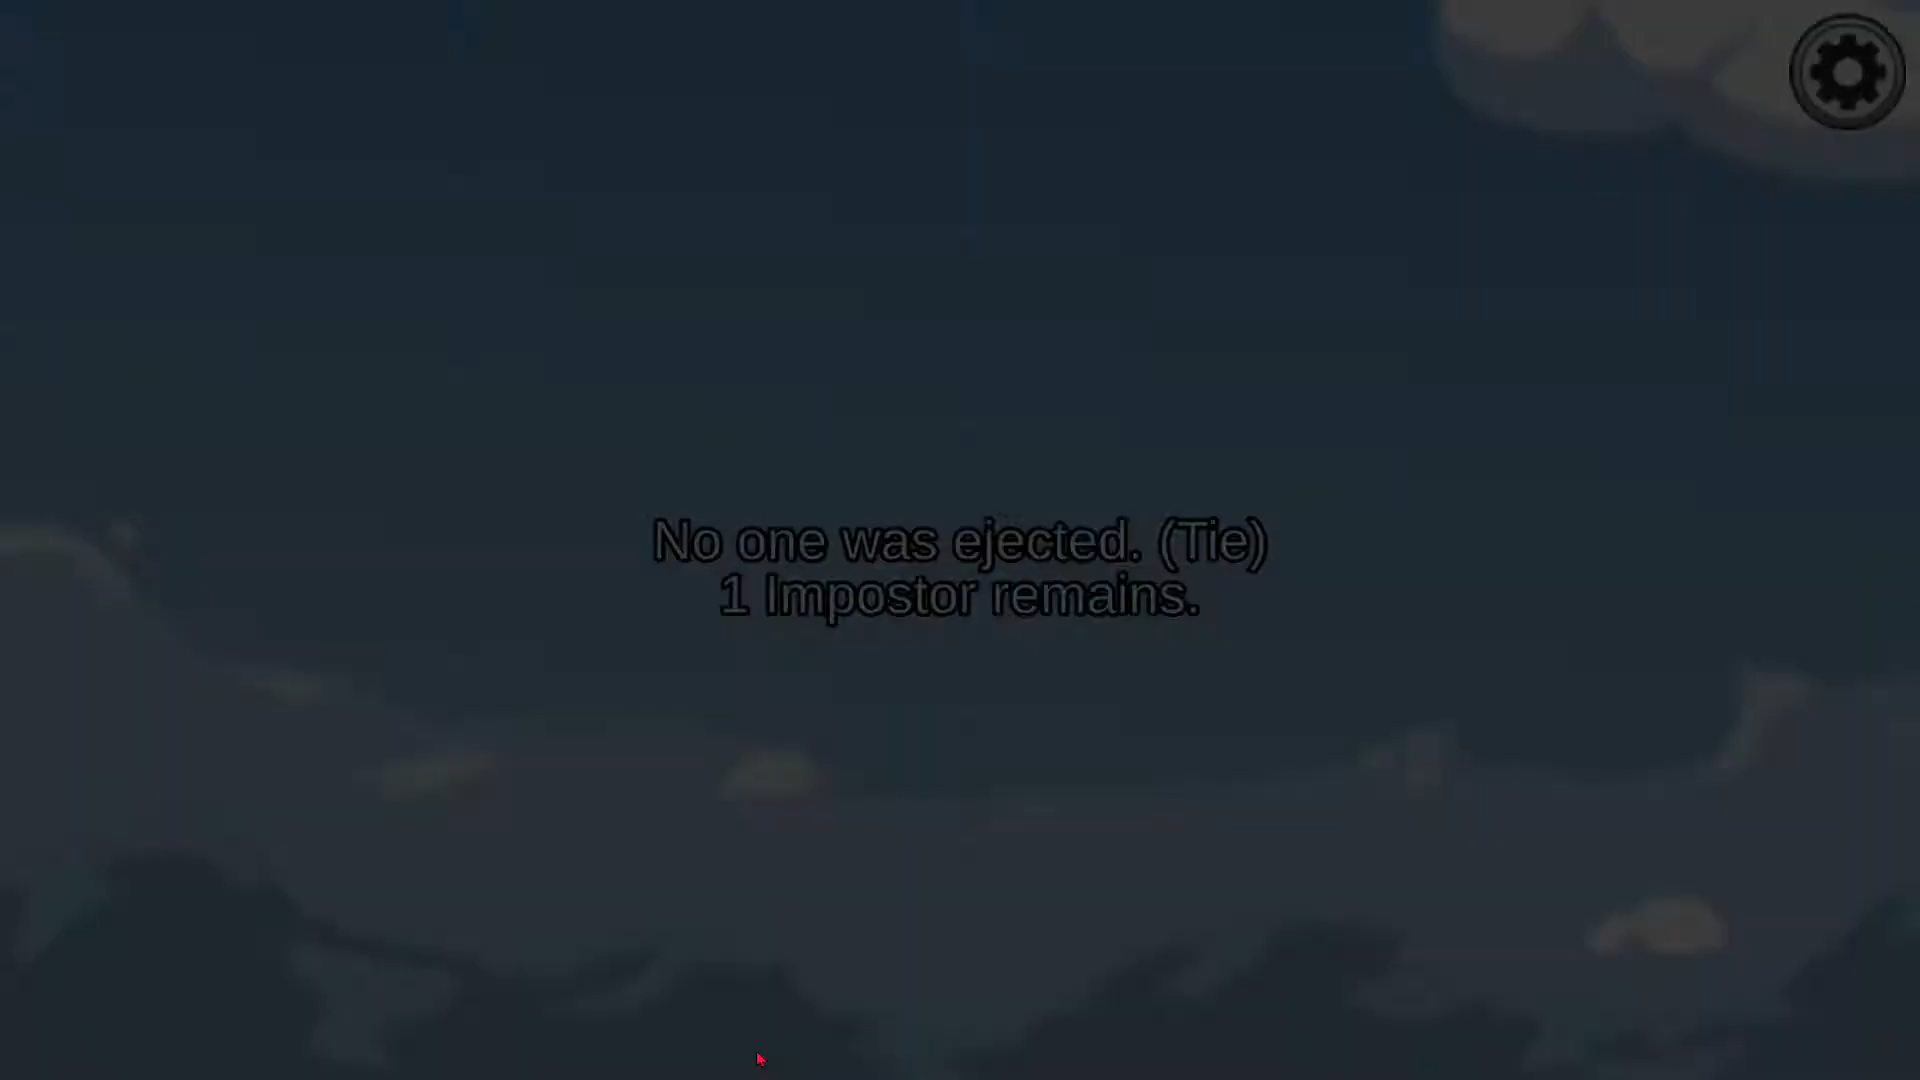 No one was ejected. (Tie)
1 Impostor remains.